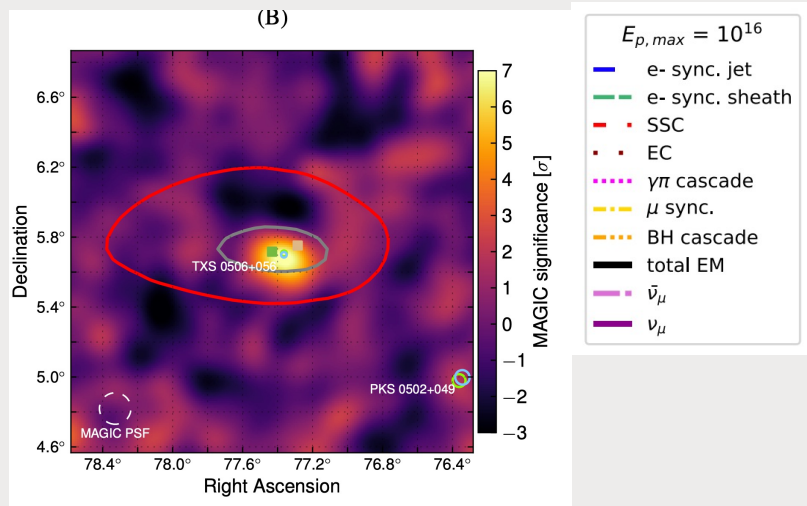 (B)
6.6°
6.2°
5.8°
5.4°
5.0°
4.6°
Declination
TXS 0506+056
PKS 0502+049
MAGIC PSF
78.4° 78.0° 77.6° 77.2° 76.8° 76.4°
Right Ascension
7
6
5
4
3
2
1
0
−1
−2
−3
MAGIC significance [σ]
E_{p, max} = 10^{16}
e- sync. jet
e- sync. sheath
SSC
EC
γπ cascade
μ sync.
BH cascade
total EM
ν̄_μ
ν_μ